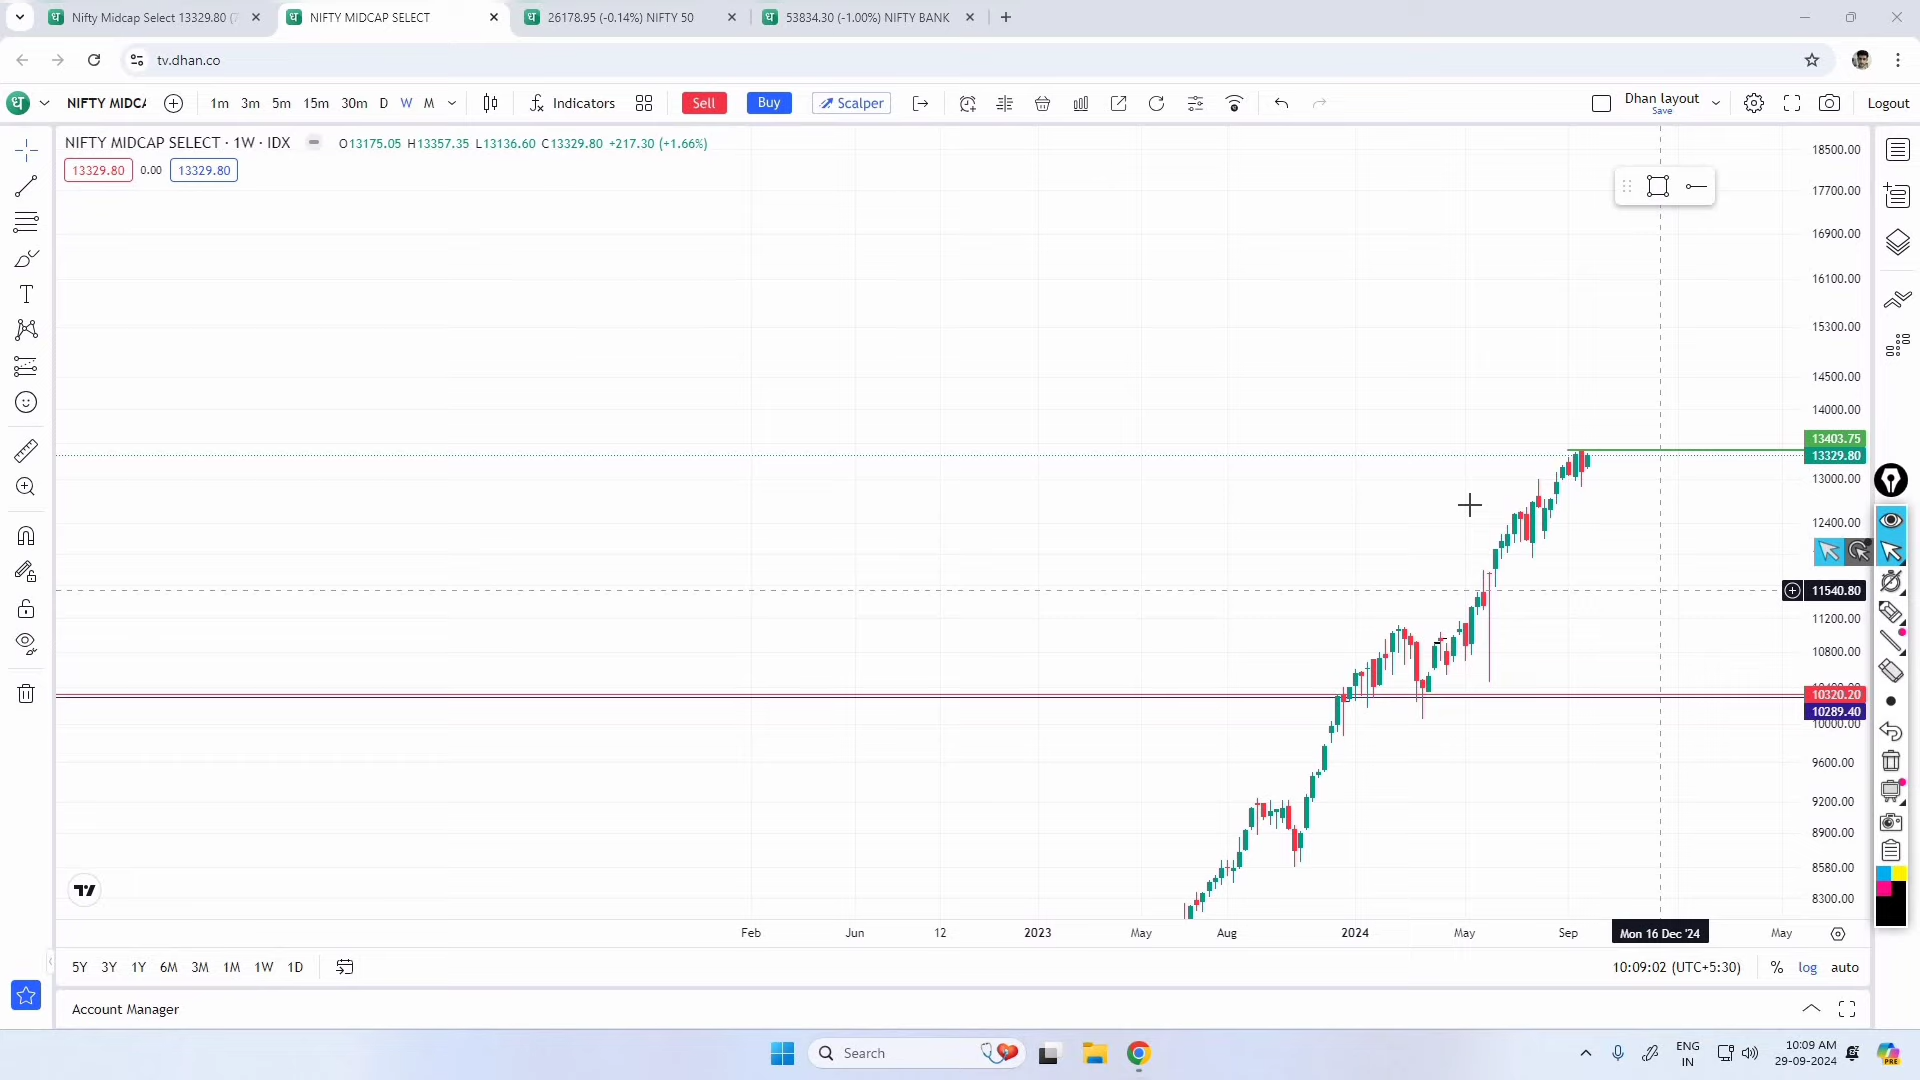 Nifty Midcap Select 13329.80 (
NIFTY MIDCAP SELECT
26178.95 (-0.14%) NIFTY 50
53834.30 (-1.00%) NIFTY BANK
tv.dhan.co
ध
NIFTY MIDCA
1m 3m 5m 15m 30m D W M
Indicators
Sell
Buy
Scalper
Dhan layout
Save
Logout
NIFTY MIDCAP SELECT · 1W · IDX
O13175.05 H13357.35 L13136.60 C13329.80 +217.30 (+1.66%)
13329.80 0.00 13329.80
18500.00
17700.00
16900.00
16100.00
15300.00
14500.00
14000.00
13403.75
13329.80
13000.00
12400.00
11540.80
11200.00
10800.00
10320.20
10289.40
10000.00
9600.00
9200.00
8900.00
8580.00
8300.00
Feb Jun 12 2023 May Aug 2024 May Sep Mon 16 Dec '24 May
5Y 3Y 1Y 6M 3M 1M 1W 1D
10:09:02 (UTC+5:30) % log auto
Account Manager
Search
ENG
IN
10:09 AM
29-09-2024
PRE